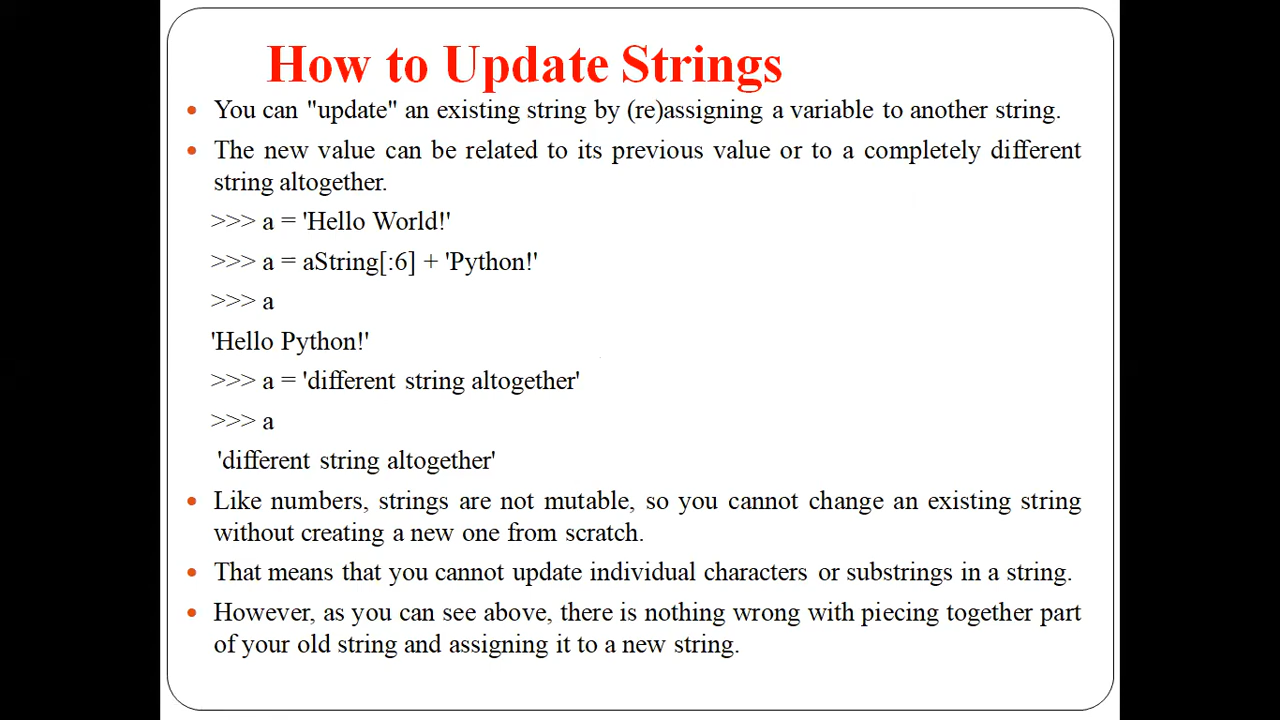 How to Update Strings
• You can "update" an existing string by (re)assigning a variable to another string.
• The new value can be related to its previous value or to a completely different
string altogether.
>>> a = 'Hello World!'
>>> a = aString[:6] + 'Python!'
>>> a
'Hello Python!'
>>> a = 'different string altogether'
>>> a
'different string altogether'
• Like numbers, strings are not mutable, so you cannot change an existing string
without creating a new one from scratch.
• That means that you cannot update individual characters or substrings in a string.
• However, as you can see above, there is nothing wrong with piecing together part
of your old string and assigning it to a new string.